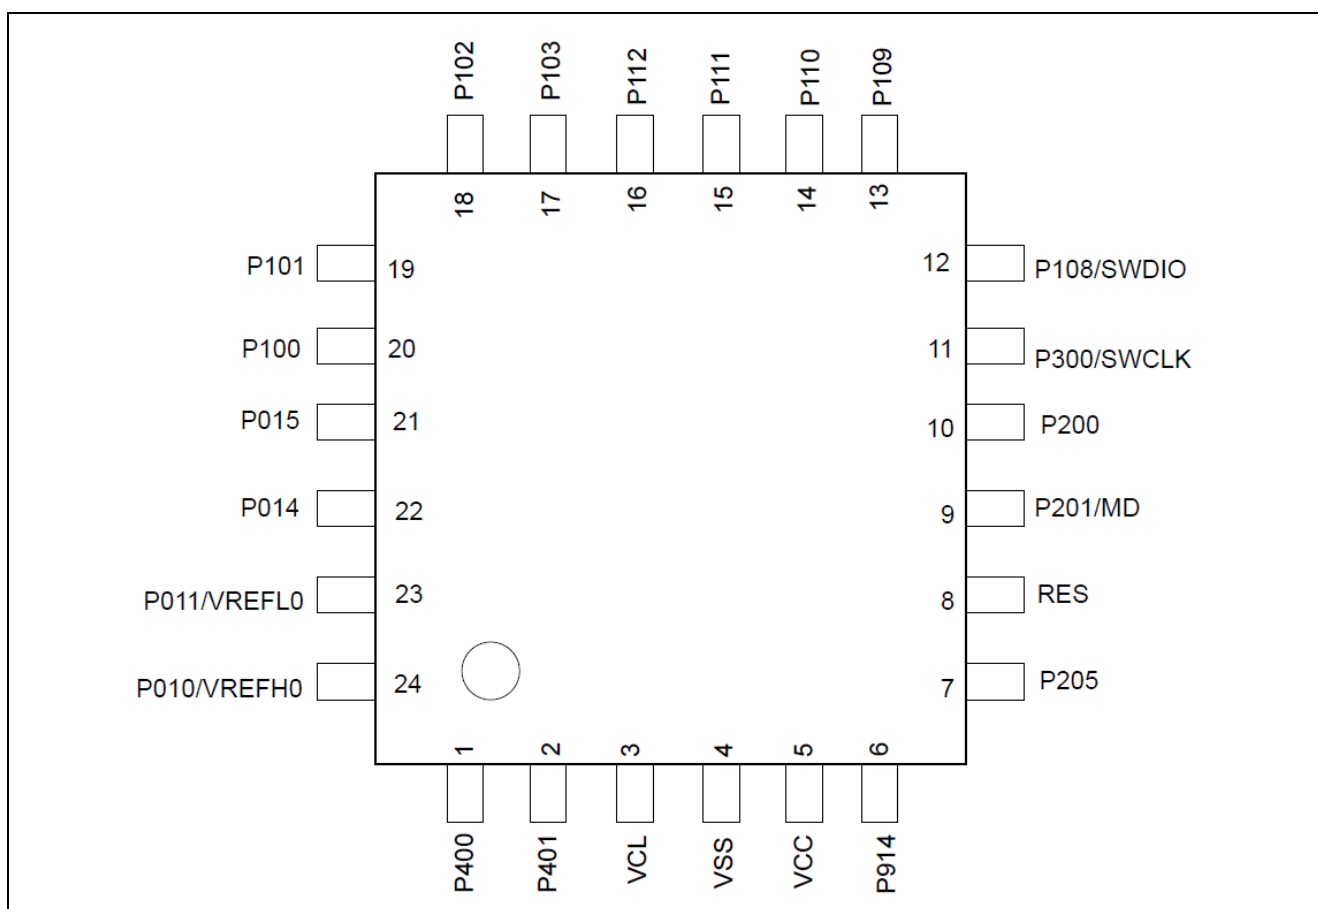 P102 P103 P112 P111 P110 P109
18 17 16 15 14 13
P101 19 12 P108/SWDIO
P100 20 11 P300/SWCLK
P015 21 10 P200
P014 22 9 P201/MD
P011/VREFL0 23 8 RES
P010/VREFH0 24 7 P205
1 2 3 4 5 6
P400 P401 VCL VSS VCC P914